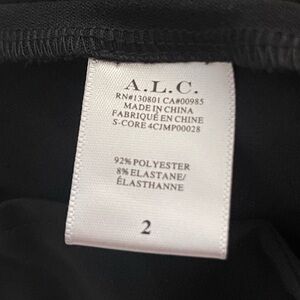 A.L.C.
RN#130801 CA#00985
MADE IN CHINA
FABRIQUÉ EN CHINE
S-CORE 4CJMP00028
92% POLYESTER
8% ELASTANE/
ÉLASTHANNE
2